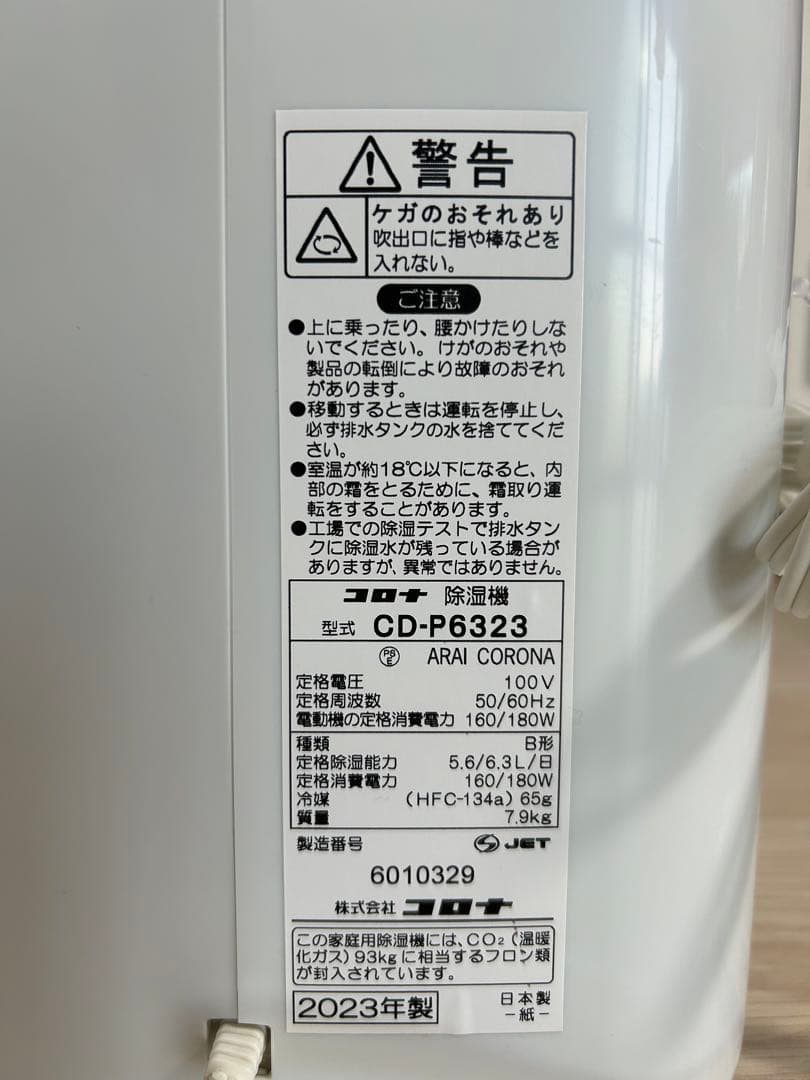 警告
ケガのおそれあり
吹出口に指や棒などを
入れない。
ご注意
●上に乗ったり、腰かけたりしな
いでください。けがのおそれや
製品の転倒により故障のおそれ
があります。
●移動するときは運転を停止し、
必ず排水タンクの水を捨ててくだ
さい。
●室温が約18℃以下になると、内
部の霜をとるために、霜取り運
転をすることがあります。
●工場での除湿テストで排水タン
クに除湿水が残っている場合が
ありますが、異常ではありません。
コロナ 除湿機
型式 CD-P6323
PSE ARAI CORONA
定格電圧 100V
定格周波数 50/60Hz
電動機の定格消費電力 160/180W
種類 B形
定格除湿能力 5.6/6.3L/日
定格消費電力 160/180W
冷媒 (HFC-134a) 65g
質量 7.9kg
製造番号 JET
6010329
株式会社 コロナ
この家庭用除湿機には、CO₂(温暖
化ガス)93kgに相当するフロン類
が封入されています。
2023年製 日本製
-紙-